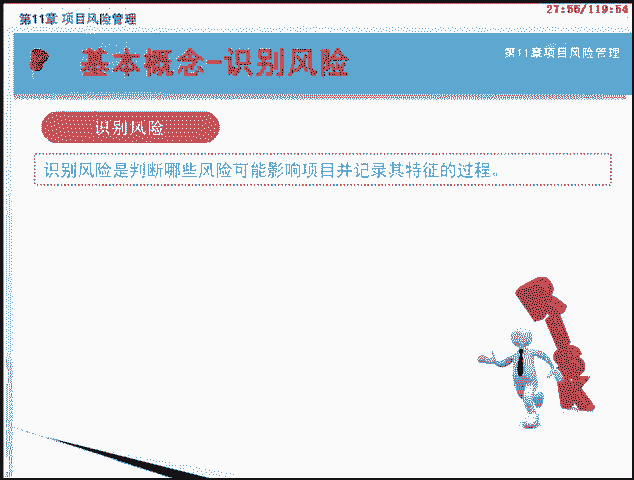 第11章 项目风险管理
27:55/119:54
基本概念-识别风险
第11章项目风险管理
识别风险
识别风险是判断哪些风险可能影响项目并记录其特征的过程。